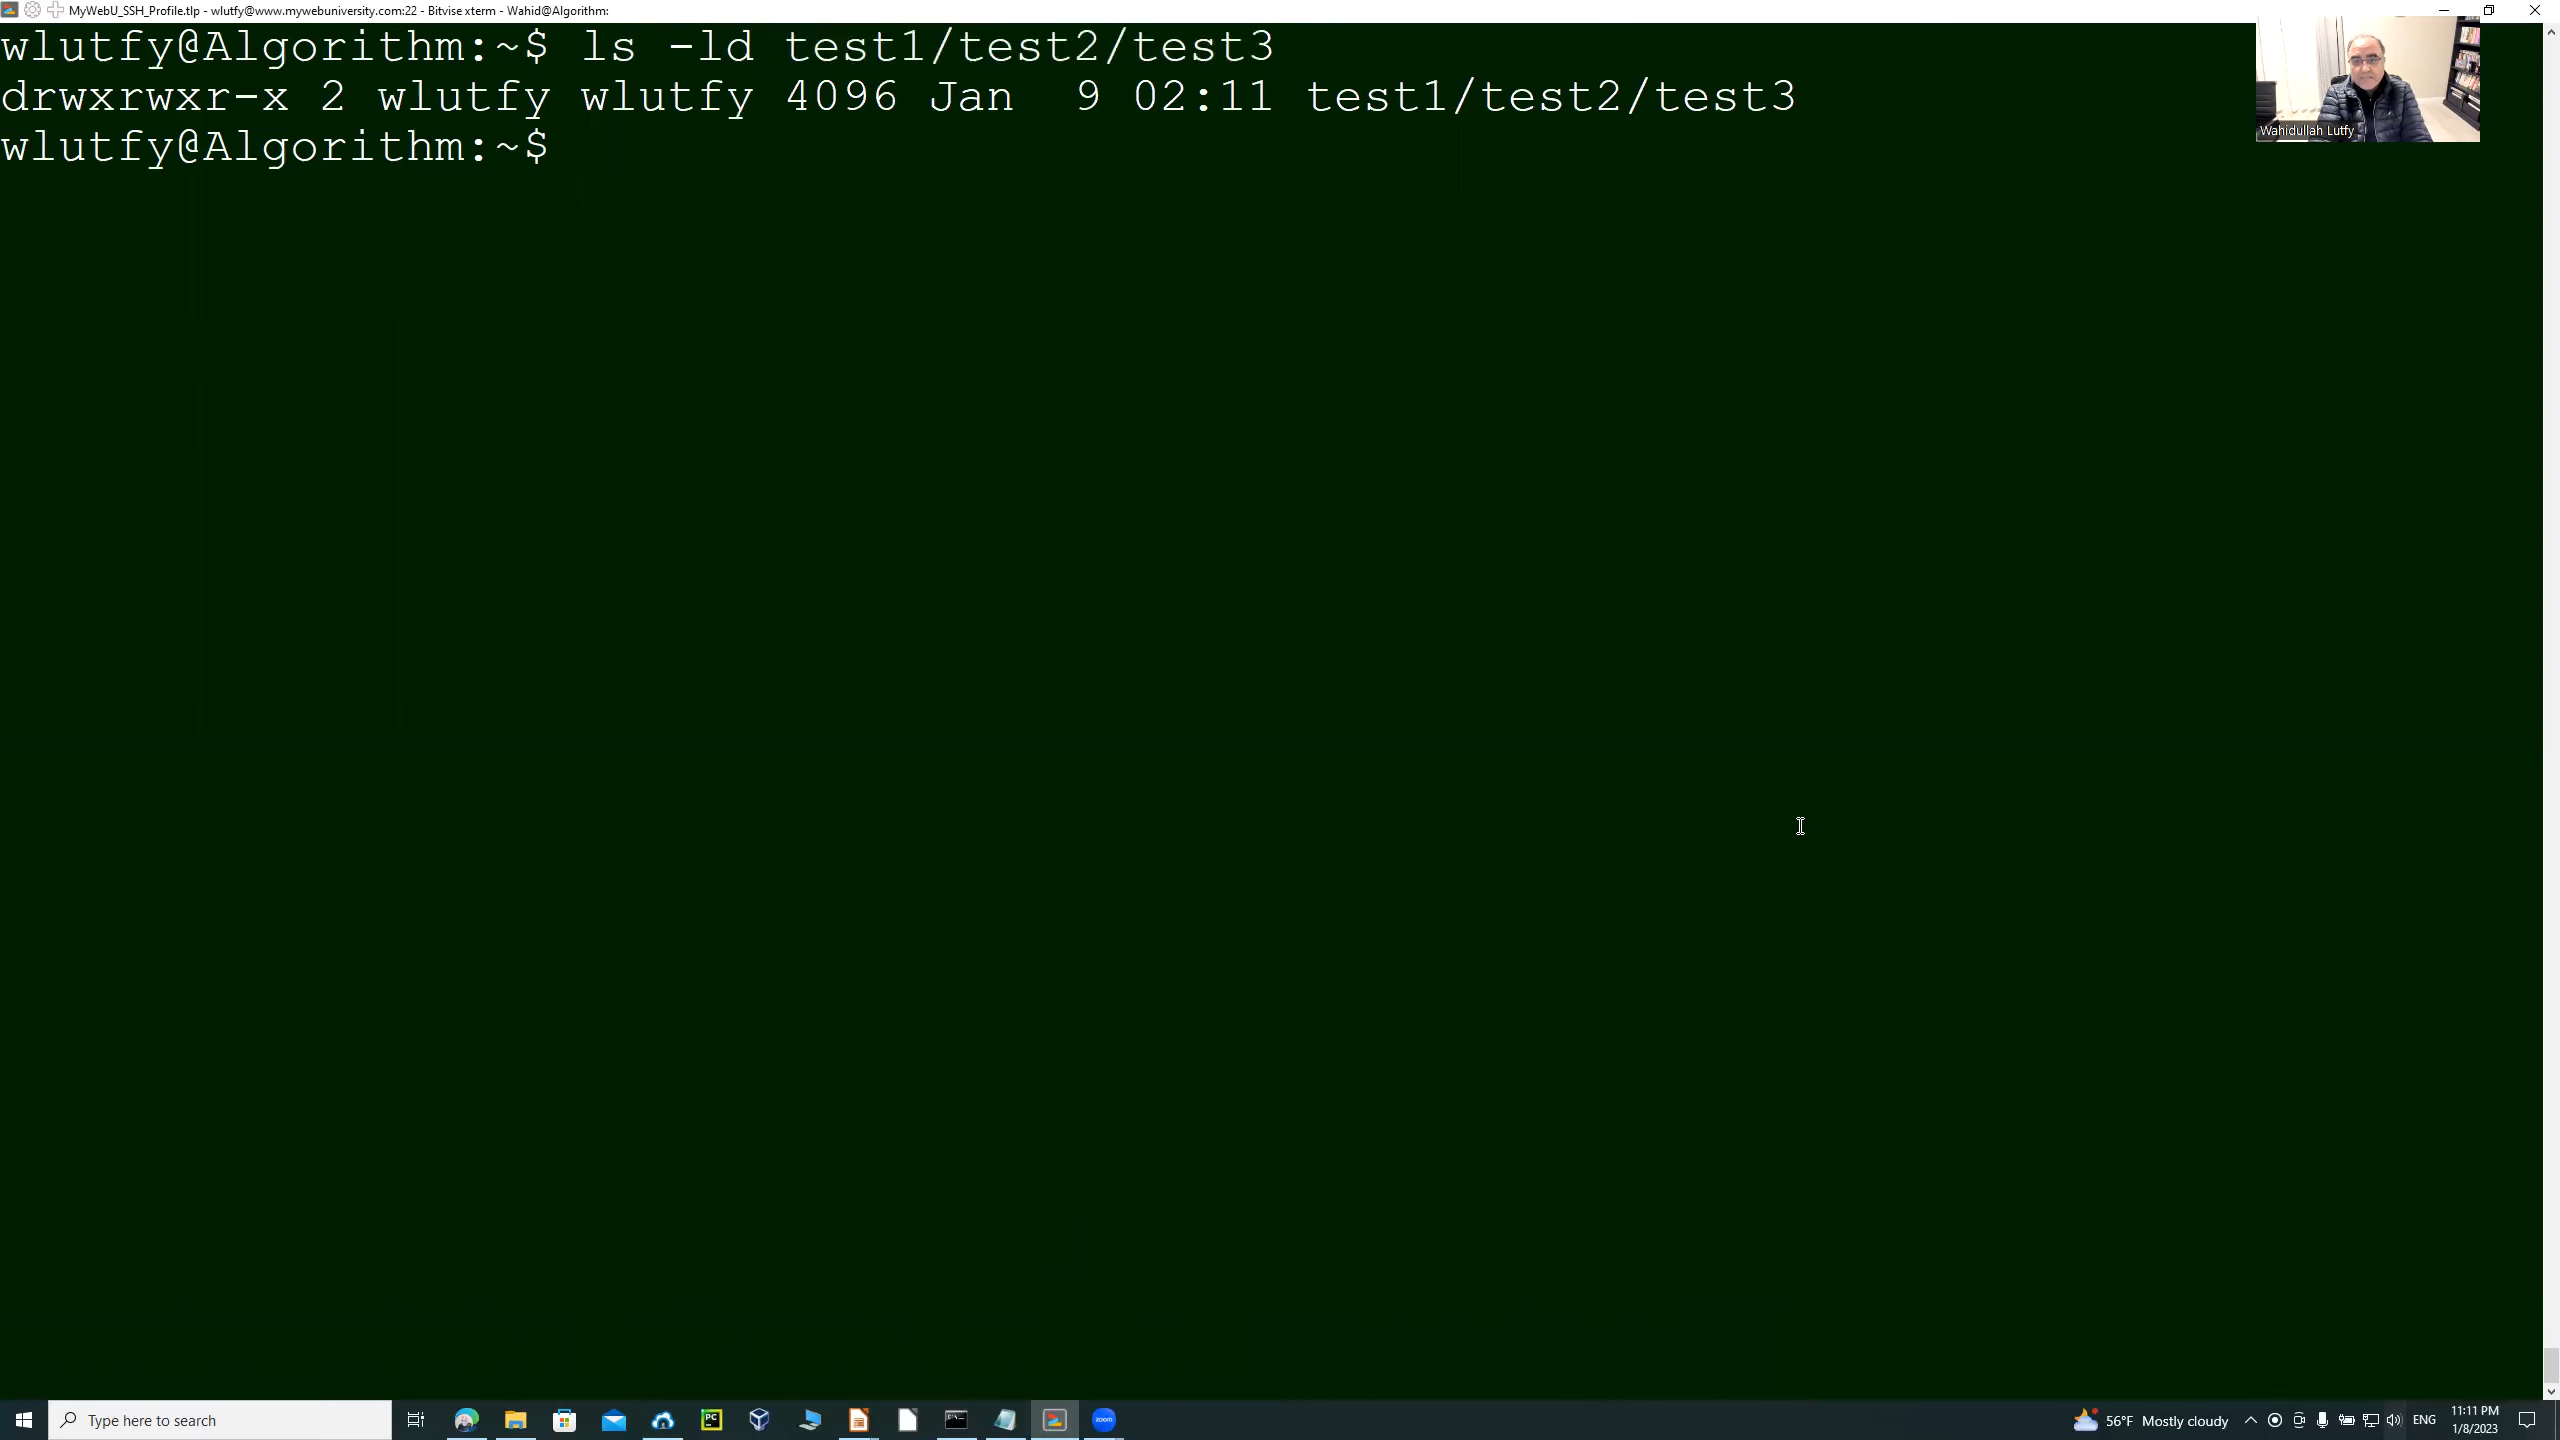 MyWebU_SSH_Profile.tlp - wlutfy@www.mywebuniversity.com:22 - Bitvise xterm - Wahid@Algorithm:
wlutfy@Algorithm:~$ ls -ld test1/test2/test3
drwxrwxr-x 2 wlutfy wlutfy 4096 Jan  9 02:11 test1/test2/test3
wlutfy@Algorithm:~$
Wahidullah Lutfy
Type here to search
PC
zoom
56°F Mostly cloudy
ENG
11:11 PM
1/8/2023